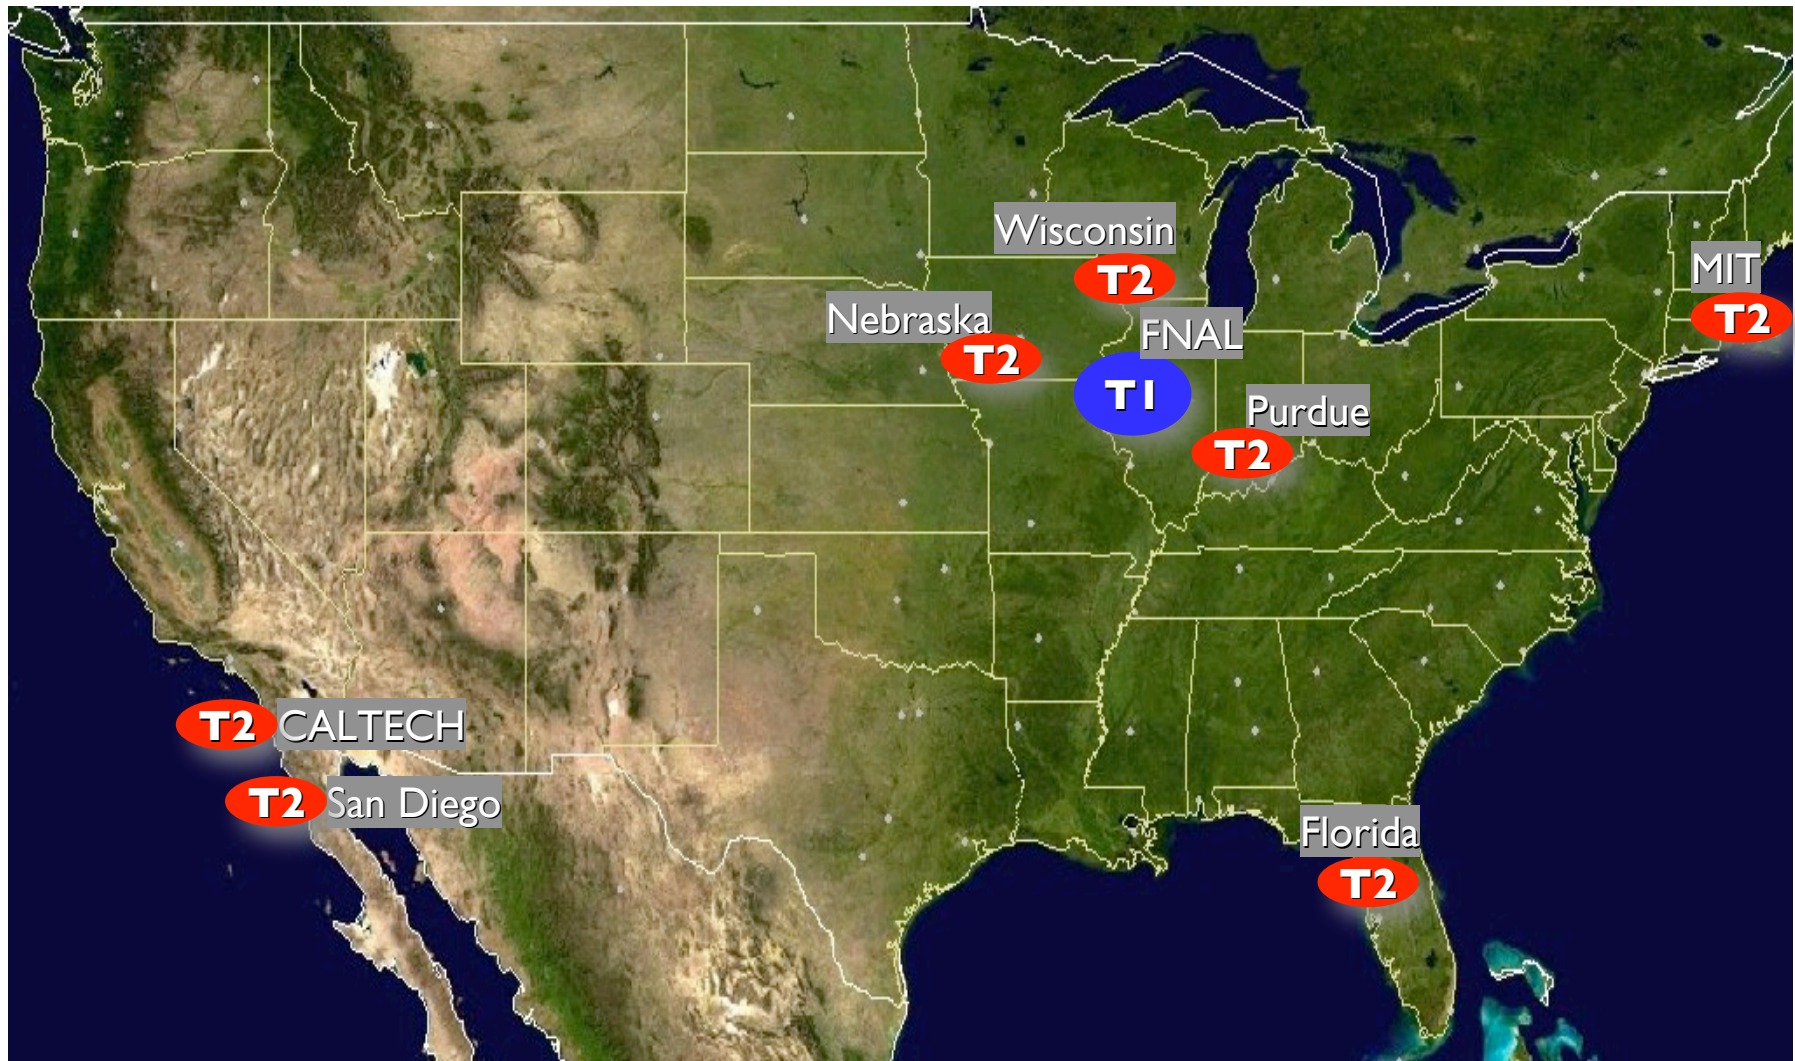 Wisconsin
T2
MIT
T2
Nebraska
T2
FNAL
T1
Purdue
T2
T2 CALTECH
T2 San Diego
Florida
T2